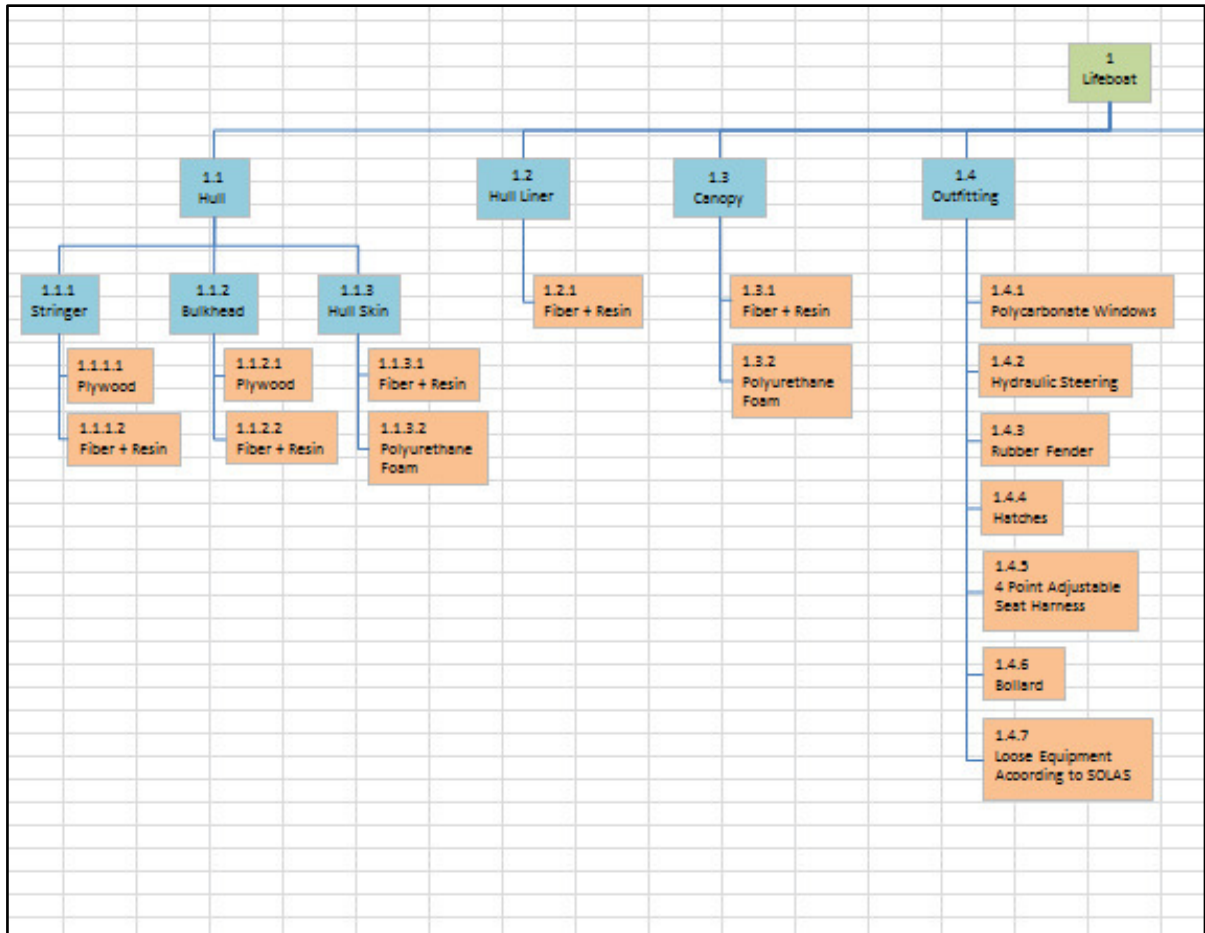 1
Lifeboat
1.1
Hull
1.2
Hull Liner
1.3
Canopy
1.4
Outfitting
1.1.1
Stringer
1.1.2
Bulkhead
1.1.3
Hull Skin
1.2.1
Fiber + Resin
1.3.1
Fiber + Resin
1.4.1
Polycarbonate Windows
1.1.1.1
Plywood
1.1.2.1
Plywood
1.1.3.1
Fiber + Resin
1.3.2
Polyurethane
Foam
1.4.2
Hydraulic Steering
1.1.1.2
Fiber + Resin
1.1.2.2
Fiber + Resin
1.1.3.2
Polyurethane
Foam
1.4.3
Rubber Fender
1.4.4
Hatches
1.4.5
4 Point Adjustable
Seat Harness
1.4.6
Bollard
1.4.7
Loose Equipment
According to SOLAS